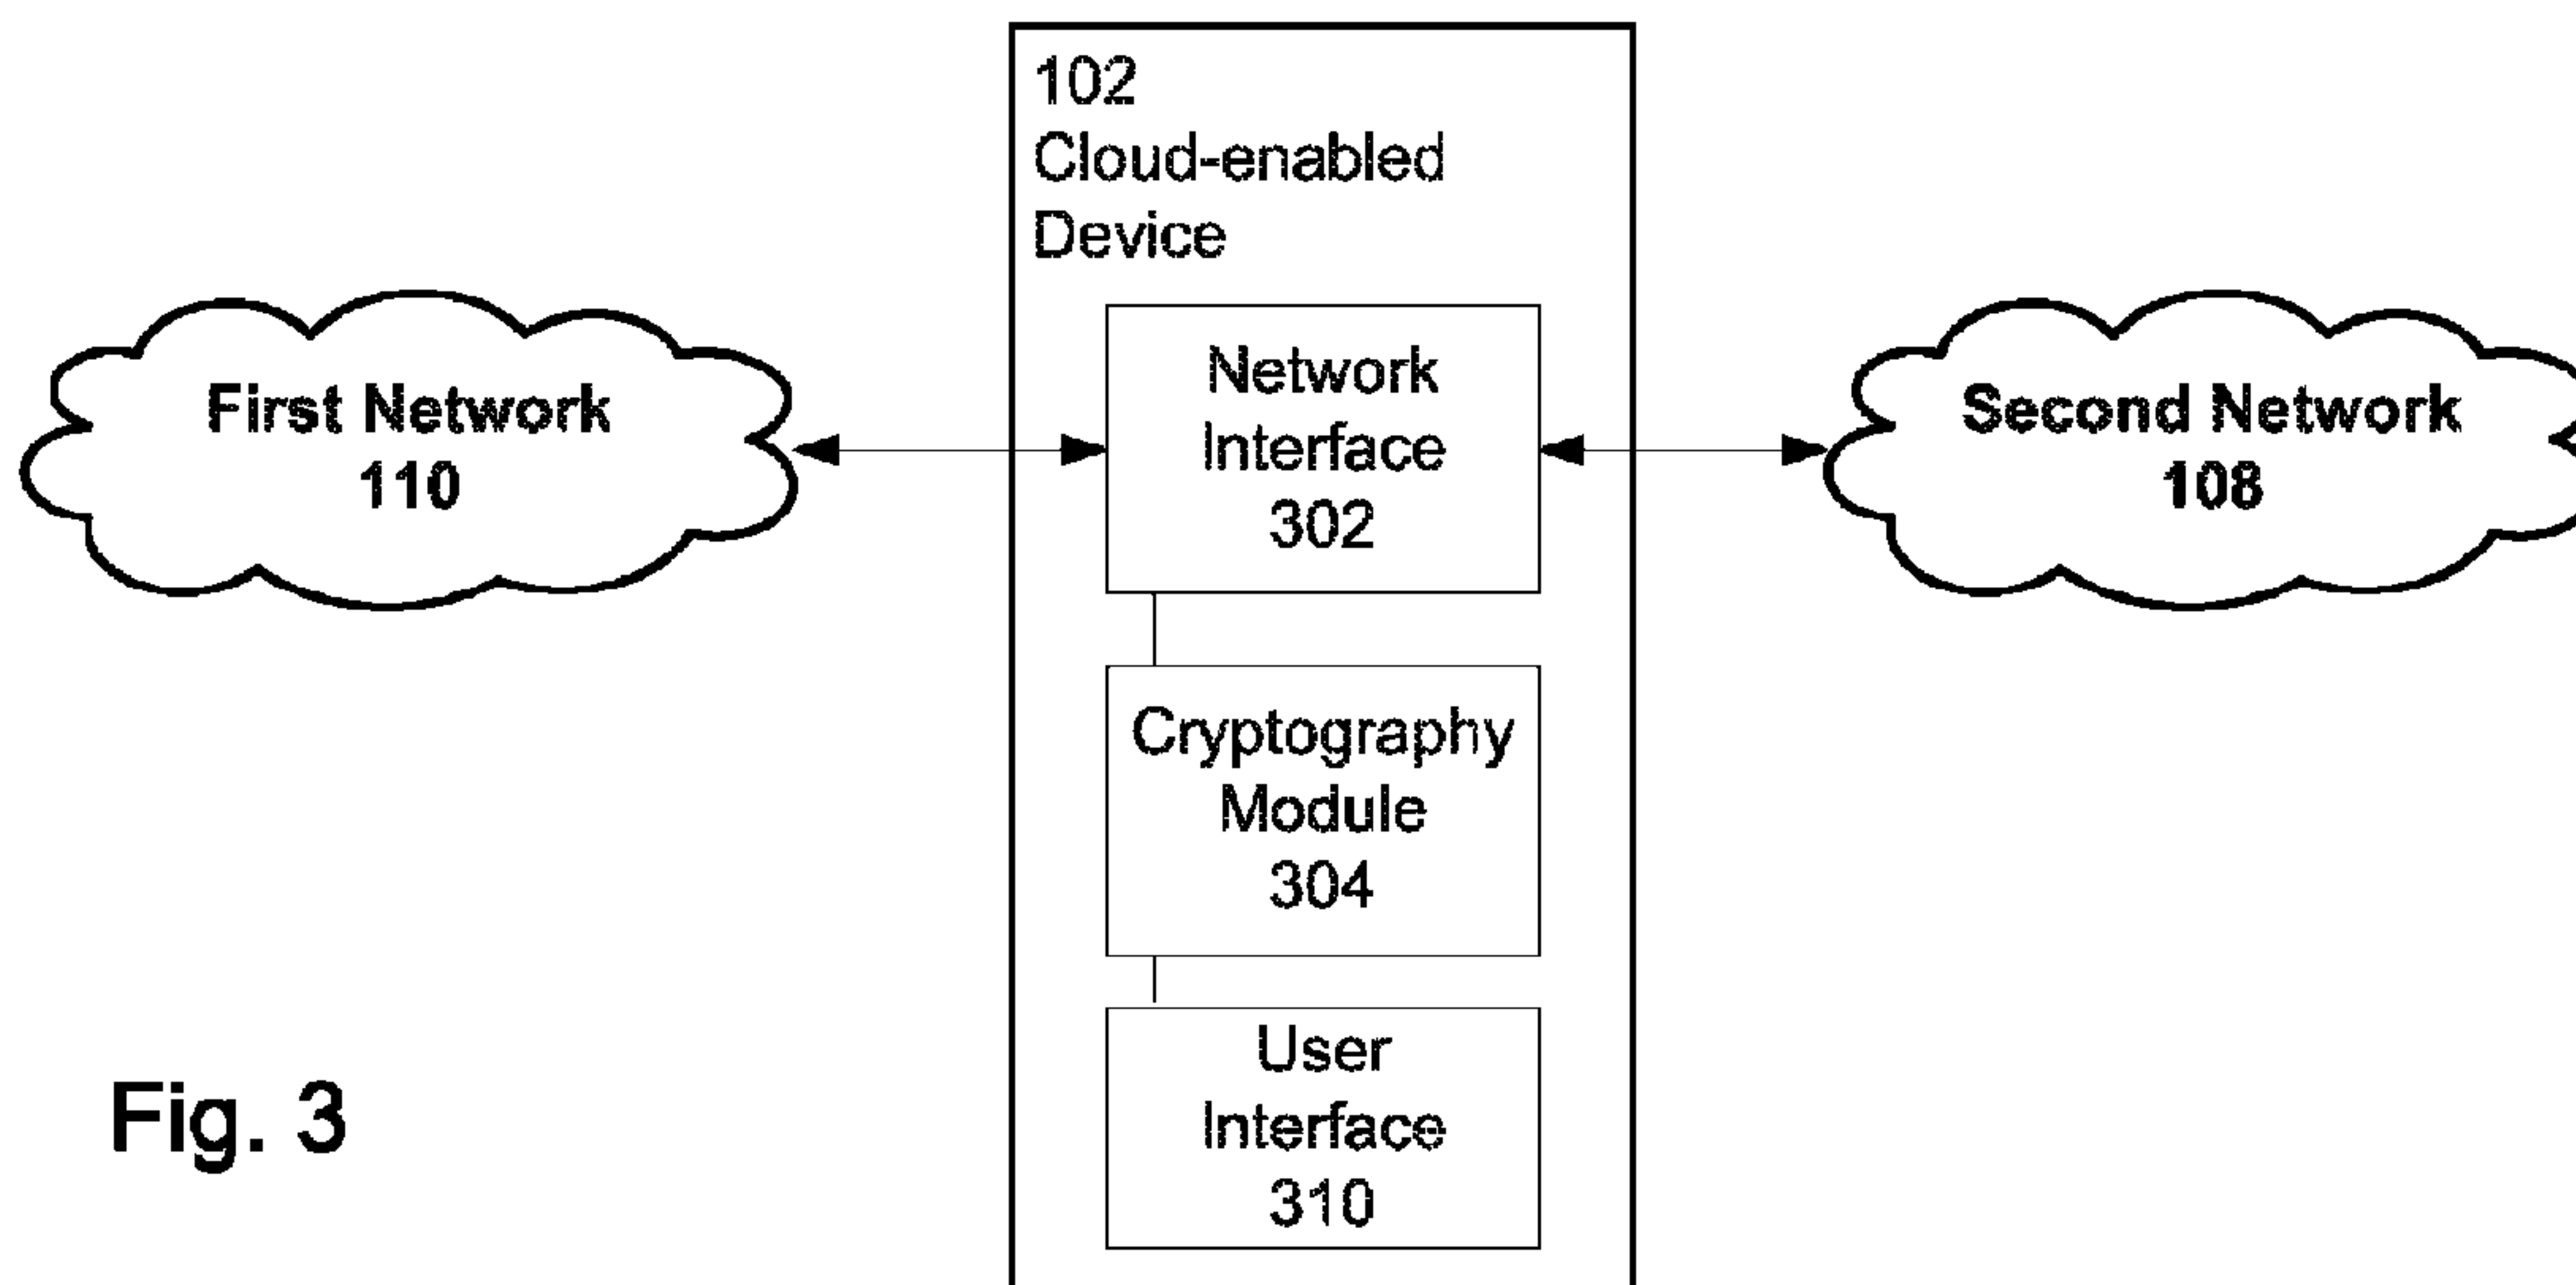 102
Cloud-enabled
Device
First Network
110
Network
Interface
302
Second Network
108
Cryptography
Module
304
User
Interface
310
Fig. 3